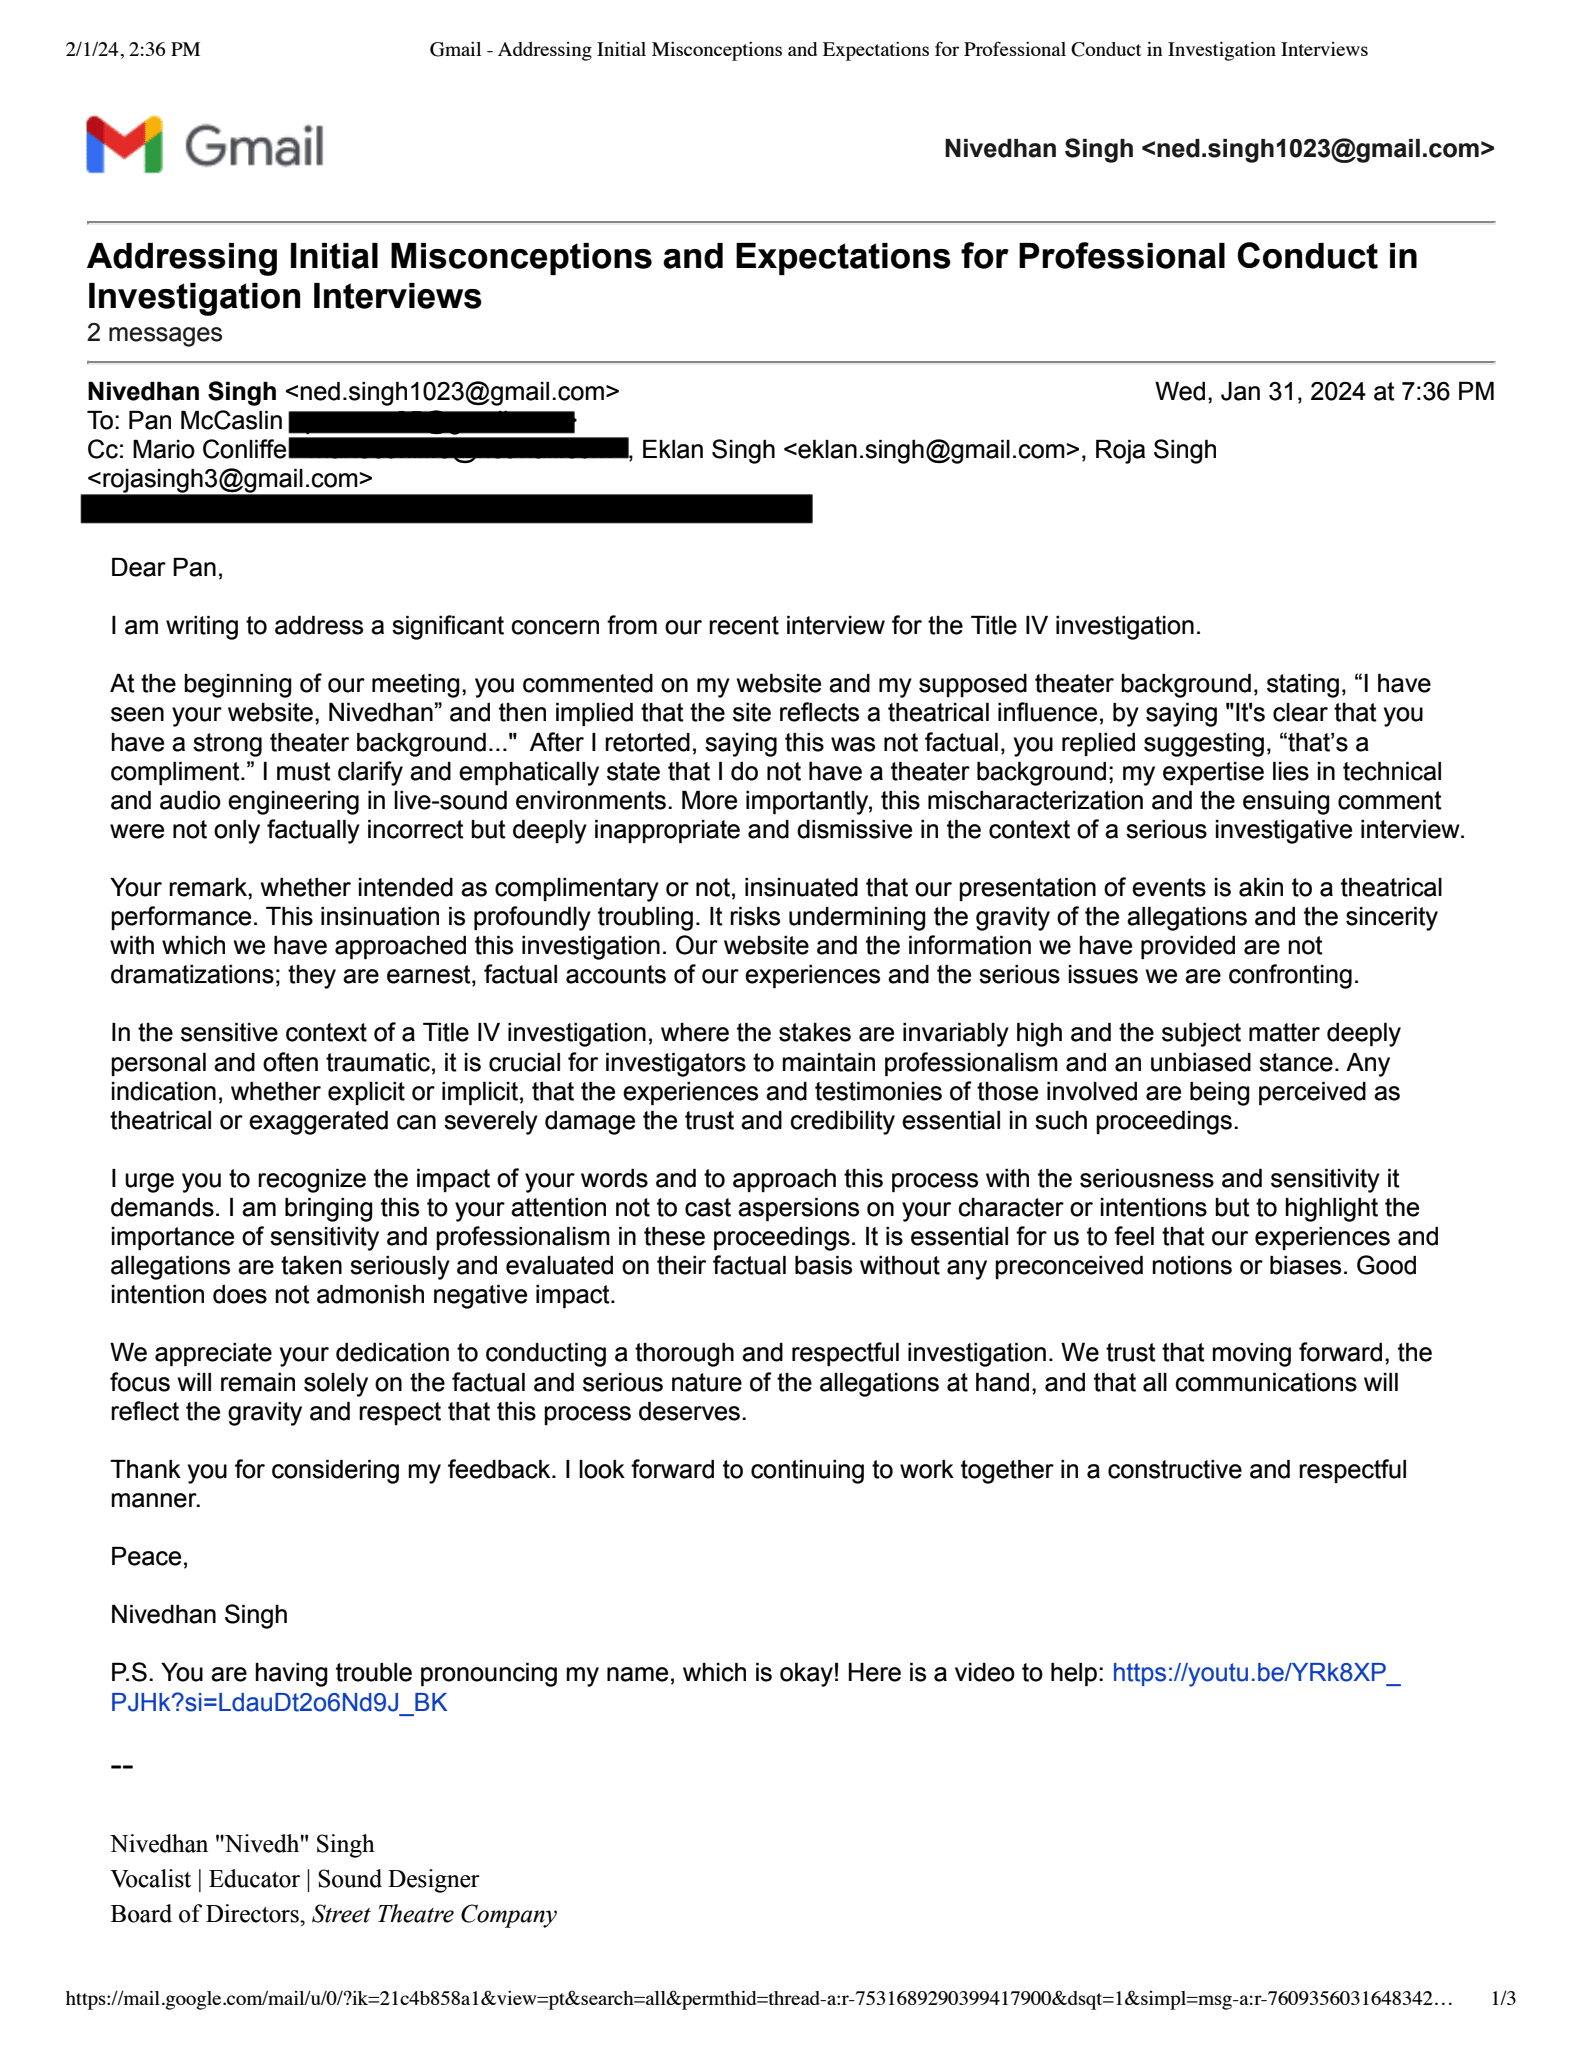 2/1/24, 2:36 PM
Gmail - Addressing Initial Misconceptions and Expectations for Professional Conduct in Investigation Interviews
Gmail
Nivedhan Singh <ned.singh1023@gmail.com>
Addressing Initial Misconceptions and Expectations for Professional Conduct in
Investigation Interviews
2 messages
Nivedhan Singh <ned.singh1023@gmail.com>
Wed, Jan 31, 2024 at 7:36 PM
To: Pan McCaslin
Cc: Mario Conliffe , Eklan Singh <eklan.singh@gmail.com>, Roja Singh
<rojasingh3@gmail.com>
Dear Pan,
I am writing to address a significant concern from our recent interview for the Title IV investigation.
At the beginning of our meeting, you commented on my website and my supposed theater background, stating, “I have
seen your website, Nivedhan” and then implied that the site reflects a theatrical influence, by saying "It's clear that you
have a strong theater background..." After I retorted, saying this was not factual, you replied suggesting, “that’s a
compliment.” I must clarify and emphatically state that I do not have a theater background; my expertise lies in technical
and audio engineering in live-sound environments. More importantly, this mischaracterization and the ensuing comment
were not only factually incorrect but deeply inappropriate and dismissive in the context of a serious investigative interview.
Your remark, whether intended as complimentary or not, insinuated that our presentation of events is akin to a theatrical
performance. This insinuation is profoundly troubling. It risks undermining the gravity of the allegations and the sincerity
with which we have approached this investigation. Our website and the information we have provided are not
dramatizations; they are earnest, factual accounts of our experiences and the serious issues we are confronting.
In the sensitive context of a Title IV investigation, where the stakes are invariably high and the subject matter deeply
personal and often traumatic, it is crucial for investigators to maintain professionalism and an unbiased stance. Any
indication, whether explicit or implicit, that the experiences and testimonies of those involved are being perceived as
theatrical or exaggerated can severely damage the trust and credibility essential in such proceedings.
I urge you to recognize the impact of your words and to approach this process with the seriousness and sensitivity it
demands. I am bringing this to your attention not to cast aspersions on your character or intentions but to highlight the
importance of sensitivity and professionalism in these proceedings. It is essential for us to feel that our experiences and
allegations are taken seriously and evaluated on their factual basis without any preconceived notions or biases. Good
intention does not admonish negative impact.
We appreciate your dedication to conducting a thorough and respectful investigation. We trust that moving forward, the
focus will remain solely on the factual and serious nature of the allegations at hand, and that all communications will
reflect the gravity and respect that this process deserves.
Thank you for considering my feedback. I look forward to continuing to work together in a constructive and respectful
manner.
Peace,
Nivedhan Singh
P.S. You are having trouble pronouncing my name, which is okay! Here is a video to help: https://youtu.be/YRk8XP_
PJHk?si=LdauDt2o6Nd9J_BK
--
Nivedhan "Nivedh" Singh
Vocalist | Educator | Sound Designer
Board of Directors, Street Theatre Company
https://mail.google.com/mail/u/0/?ik=21c4b858a1&view=pt&search=all&permthid=thread-a:r-7531689290399417900&dsqt=1&simpl=msg-a:r-7609356031648342…
1/3